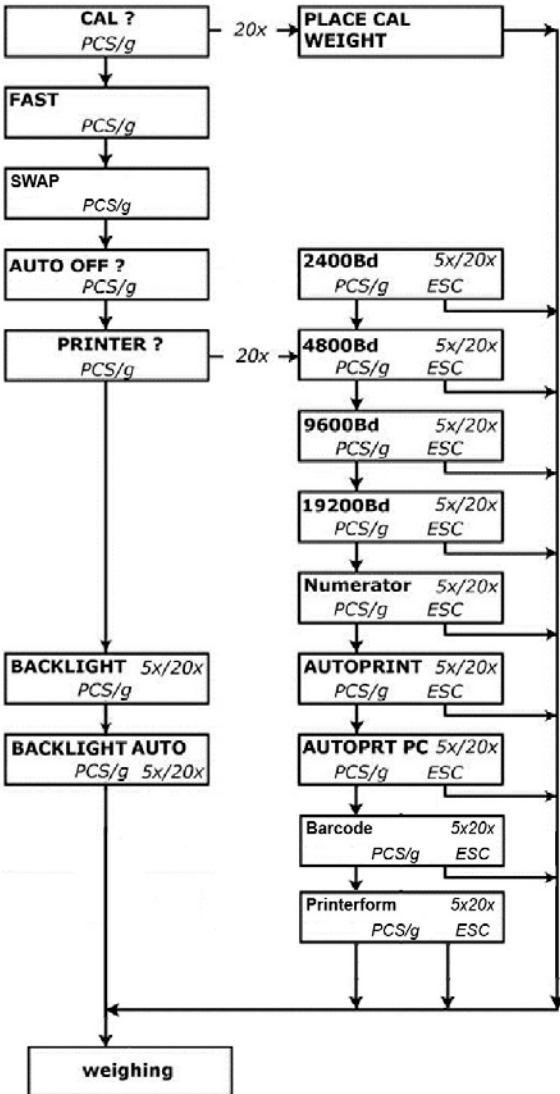 CAL ?
PCS/g
20x
PLACE CAL
WEIGHT
FAST
PCS/g
SWAP
PCS/g
AUTO OFF ?
PCS/g
PRINTER ?
PCS/g
20x
2400Bd 5x/20x
PCS/g ESC
4800Bd 5x/20x
PCS/g ESC
9600Bd 5x/20x
PCS/g ESC
19200Bd 5x/20x
PCS/g ESC
Numerator 5x/20x
PCS/g ESC
AUTOPRINT 5x/20x
PCS/g ESC
AUTOPRT PC 5x/20x
PCS/g ESC
Barcode 5x20x
PCS/g ESC
Printerform 5x20x
PCS/g ESC
BACKLIGHT 5x/20x
PCS/g
BACKLIGHT AUTO
PCS/g 5x/20x
weighing